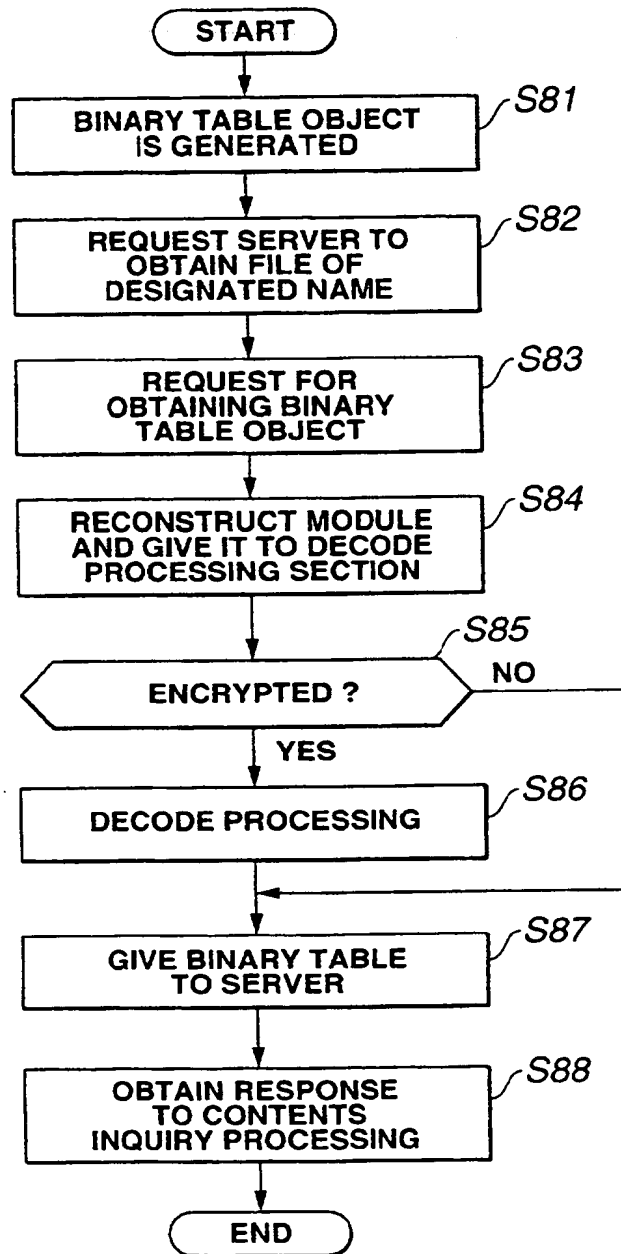 START
S81
BINARY TABLE OBJECT
IS GENERATED
S82
REQUEST SERVER TO
OBTAIN FILE OF
DESIGNATED NAME
S83
REQUEST FOR
OBTAINING BINARY
TABLE OBJECT
S84
RECONSTRUCT MODULE
AND GIVE IT TO DECODE
PROCESSING SECTION
S85
ENCRYPTED ?
NO
YES
S86
DECODE PROCESSING
S87
GIVE BINARY TABLE
TO SERVER
S88
OBTAIN RESPONSE
TO CONTENTS
INQUIRY PROCESSING
END